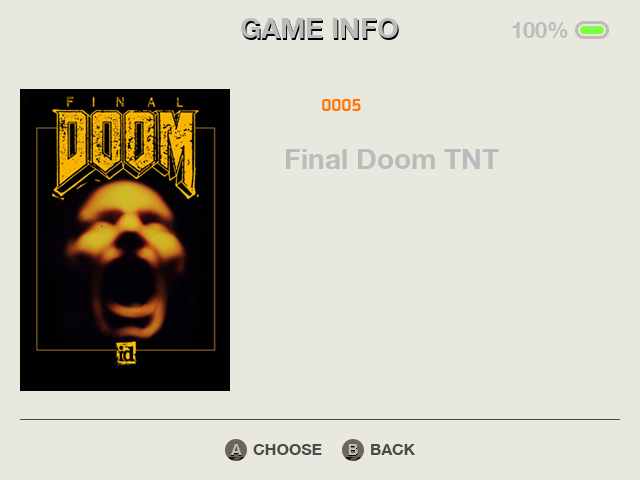 GAME INFO
100%
FINAL
DOOM
id
0005
Final Doom TNT
A CHOOSE B BACK